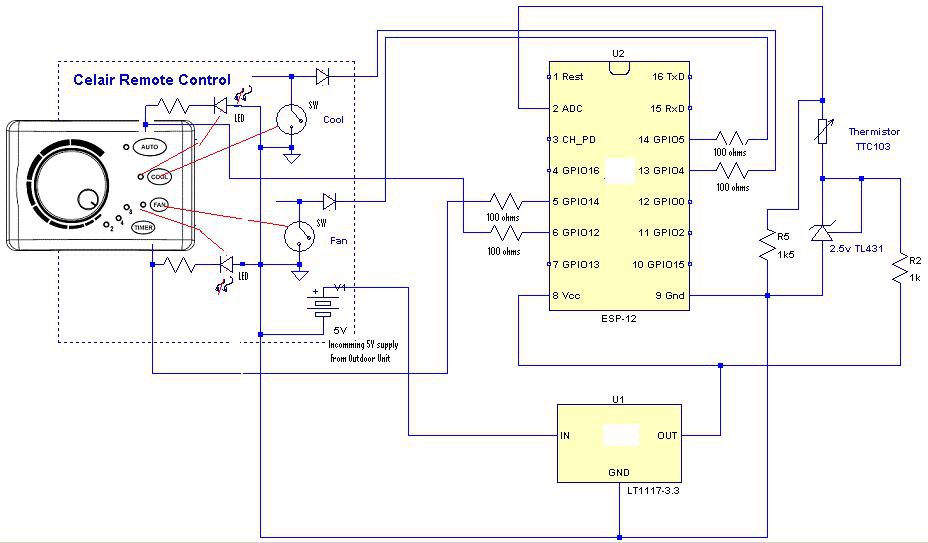 Celair Remote Control
LED
SW
Cool
AUTO
COOL
FAN
8
4
2
TIMER
SW
Fan
LED
+
V1
5V
Incomming 5V supply
from Outdoor Unit
U2
1 Rest
16 TxD
2 ADC
15 RxD
3 CH_PD
14 GPIO5
4 GPIO16
13 GPIO4
5 GPIO14
12 GPIO0
6 GPIO12
11 GPIO2
7 GPIO13
10 GPIO15
8 Vcc
9 Gnd
ESP-12
100 ohms
100 ohms
100 ohms
100 ohms
Thermistor
TTC103
2.5v TL431
R5
1k5
R2
1k
U1
IN
OUT
GND
LT1117-3.3